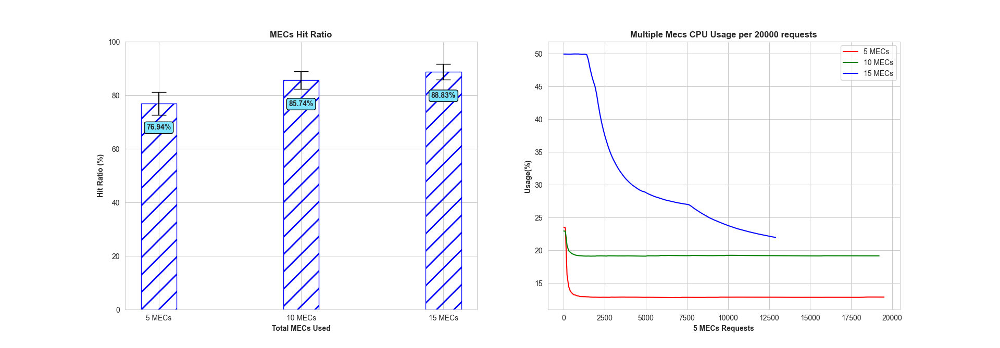 MECs Hit Ratio
100
80
60
40
20
0
Hit Ratio (%)
76.94%
85.74%
88.83%
5 MECs
10 MECs
15 MECs
Total MECs Used
Multiple Mecs CPU Usage per 20000 requests
50
45
40
35
30
25
20
15
Usage(%)
5 MECs
10 MECs
15 MECs
0
2500
5000
7500
10000
12500
15000
17500
20000
5 MECs Requests